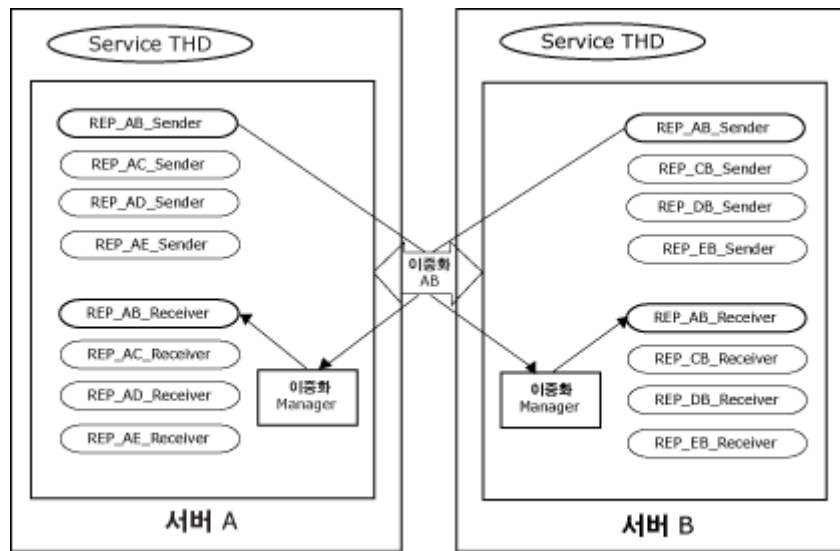 Service THD
REP_AB_Sender
REP_AC_Sender
REP_AD_Sender
REP_AE_Sender
REP_AB_Receiver
REP_AC_Receiver
REP_AD_Receiver
REP_AE_Receiver
이중화
Manager
서버 A
이중화
AB
Service THD
REP_AB_Sender
REP_CB_Sender
REP_DB_Sender
REP_EB_Sender
REP_AB_Receiver
REP_CB_Receiver
REP_DB_Receiver
REP_EB_Receiver
이중화
Manager
서버 B